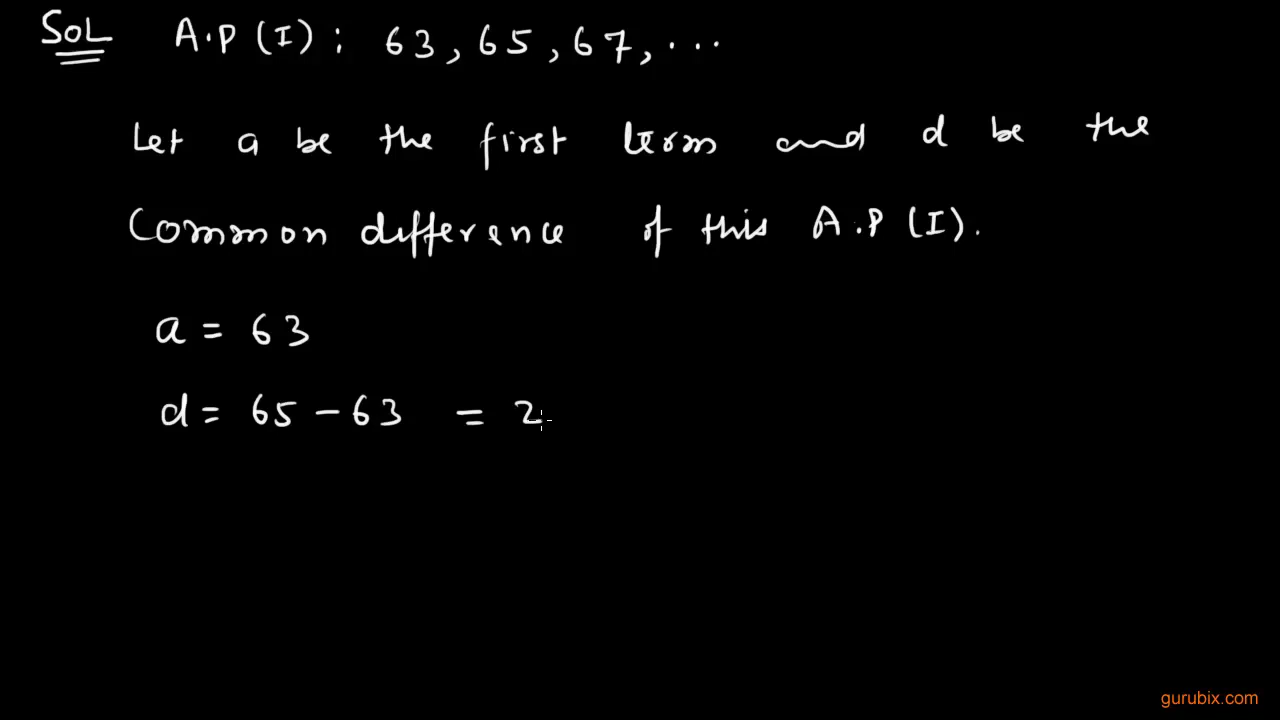 SOL A.P (I): 63, 65, 67, ...
Let a be the first term and d be the
Common difference of this A.P (I).
a = 63
d = 65 - 63 = 2
gurubix.com